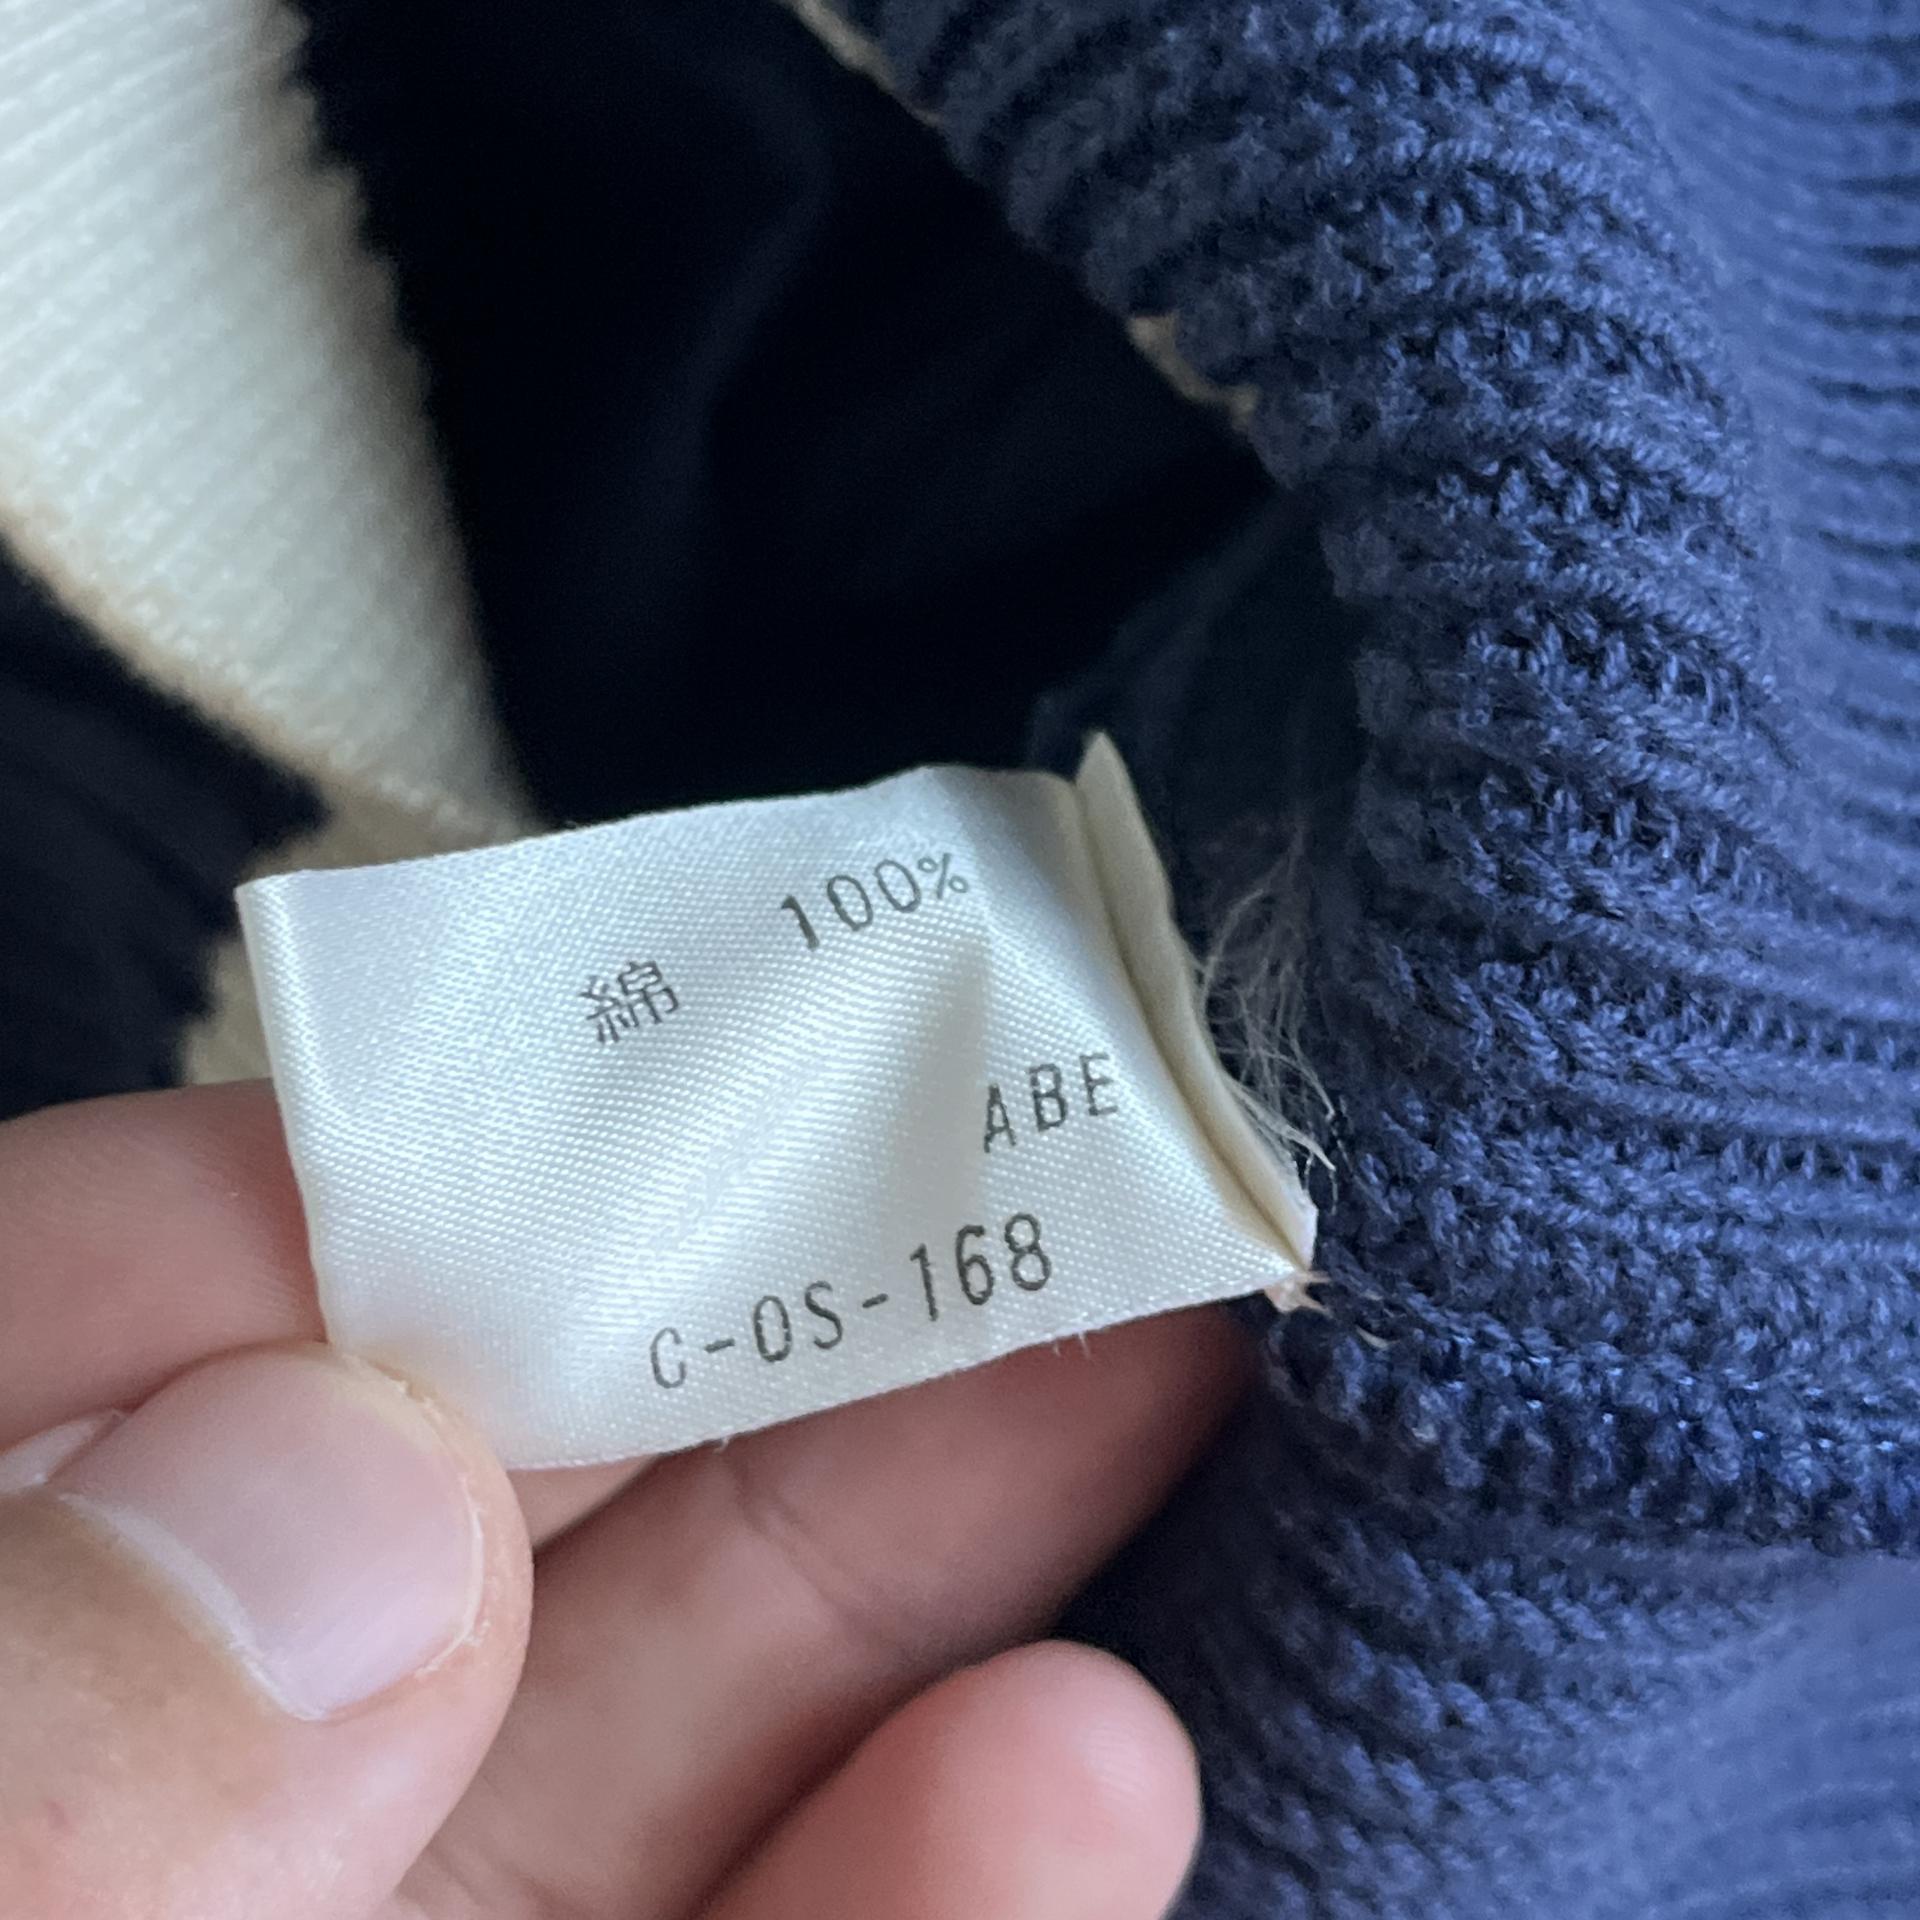 綿 100%
ABE
C-OS-168